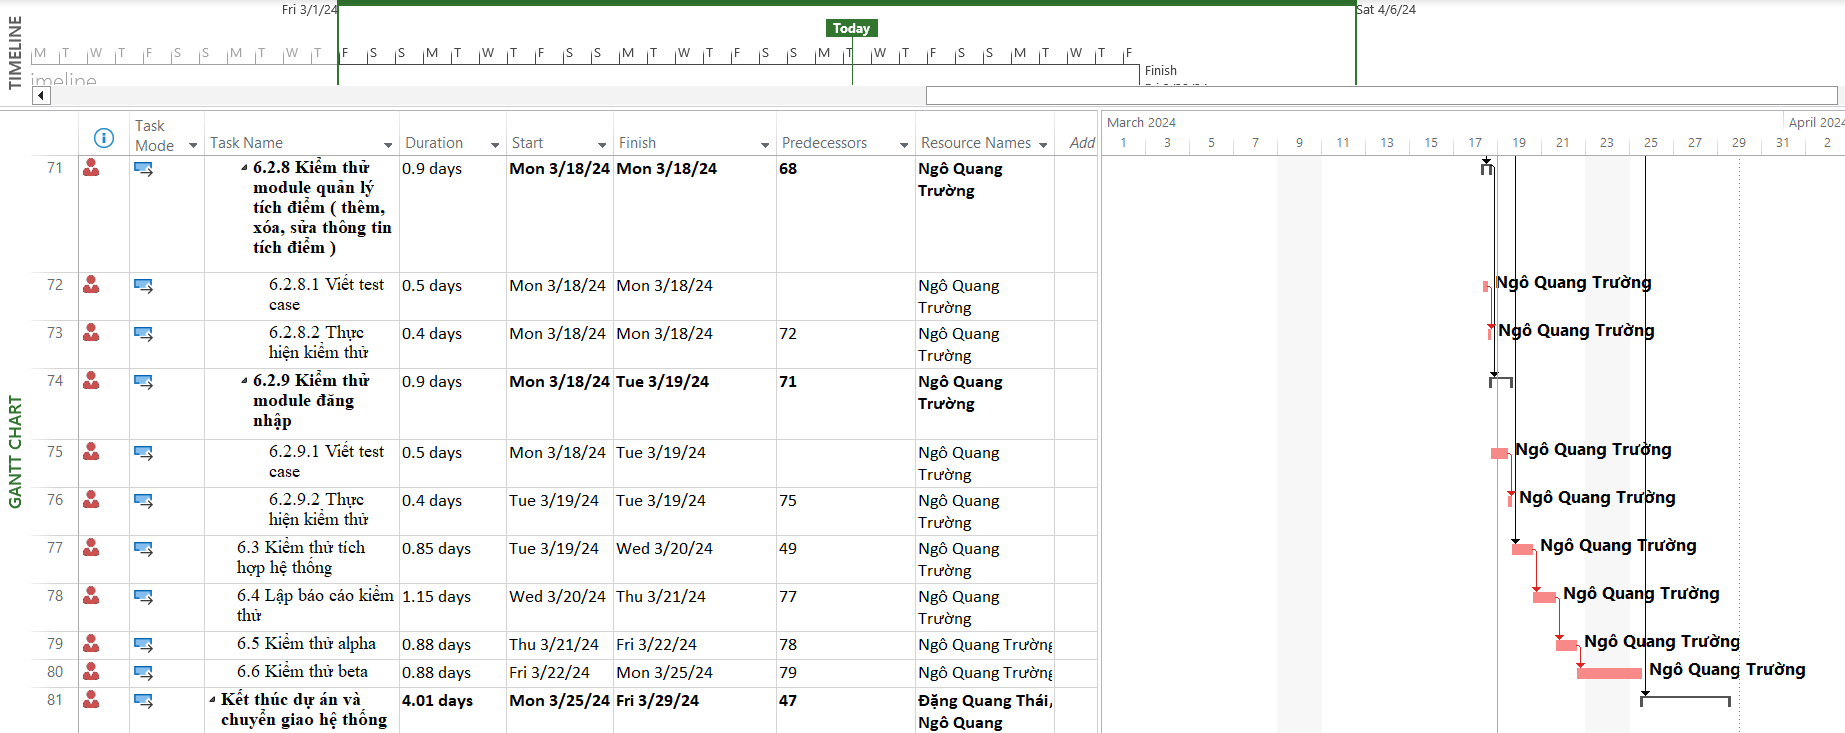 Fri 3/1/24
Sat 4/6/24
Today
M T W T F S S M T W T F S S M T W T F S S M T W T F S S M T W T F S S M T W T F
TIMELINE
Finish
March 2024
April 2024
Task Mode
Task Name
Duration
Start
Finish
Predecessors
Resource Names
Add
1 3 5 7 9 11 13 15 17 19 21 23 25 27 29 31 2
GANTT CHART
71 6.2.8 Kiểm thử 0.9 days Mon 3/18/24 Mon 3/18/24 68 Ngô Quang
module quản lý Trường
tích điểm ( thêm,
xóa, sửa thông tin
tích điểm )
72 6.2.8.1 Viết test 0.5 days Mon 3/18/24 Mon 3/18/24 Ngô Quang Ngô Quang Trường
case Trường
73 6.2.8.2 Thực 0.4 days Mon 3/18/24 Mon 3/18/24 72 Ngô Quang Ngô Quang Trường
hiện kiểm thử Trường
74 6.2.9 Kiểm thử 0.9 days Mon 3/18/24 Tue 3/19/24 71 Ngô Quang
module đăng Trường
nhập
75 6.2.9.1 Viết test 0.5 days Mon 3/18/24 Tue 3/19/24 Ngô Quang Ngô Quang Trường
case Trường
76 6.2.9.2 Thực 0.4 days Tue 3/19/24 Tue 3/19/24 75 Ngô Quang Ngô Quang Trường
hiện kiểm thử Trường
77 6.3 Kiểm thử tích 0.85 days Tue 3/19/24 Wed 3/20/24 49 Ngô Quang Ngô Quang Trường
hợp hệ thống Trường
78 6.4 Lập báo cáo kiểm 1.15 days Wed 3/20/24 Thu 3/21/24 77 Ngô Quang Ngô Quang Trường
thử Trường
79 6.5 Kiểm thử alpha 0.88 days Thu 3/21/24 Fri 3/22/24 78 Ngô Quang Trường Ngô Quang Trường
80 6.6 Kiểm thử beta 0.88 days Fri 3/22/24 Mon 3/25/24 79 Ngô Quang Trường Ngô Quang Trường
81 Kết thúc dự án và 4.01 days Mon 3/25/24 Fri 3/29/24 47 Đặng Quang Thái,
chuyển giao hệ thống Ngô Quang